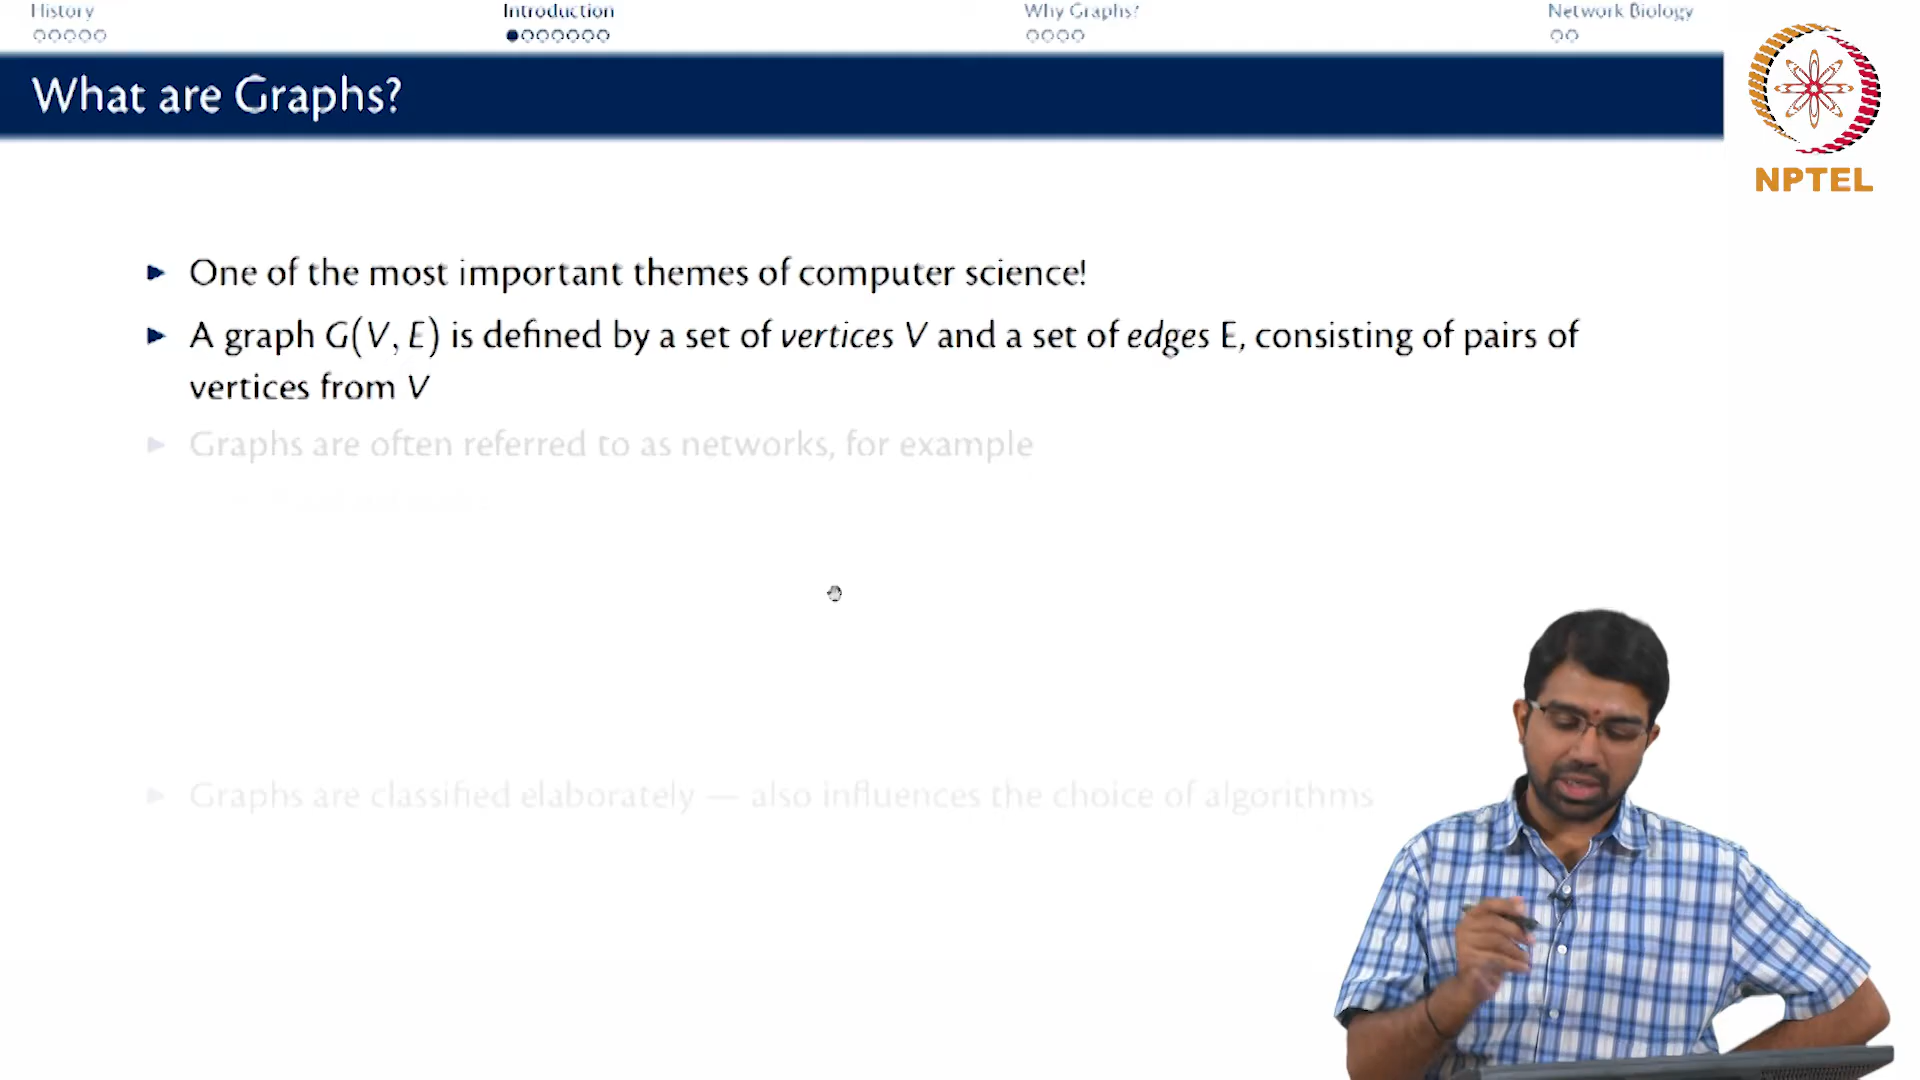 History Introduction Why Graphs? Network Biology
What are Graphs?
NPTEL
One of the most important themes of computer science!
A graph G(V, E) is defined by a set of vertices V and a set of edges E, consisting of pairs of
vertices from V
Graphs are often referred to as networks, for example
Graphs are classified elaborately — also influences the choice of algorithms